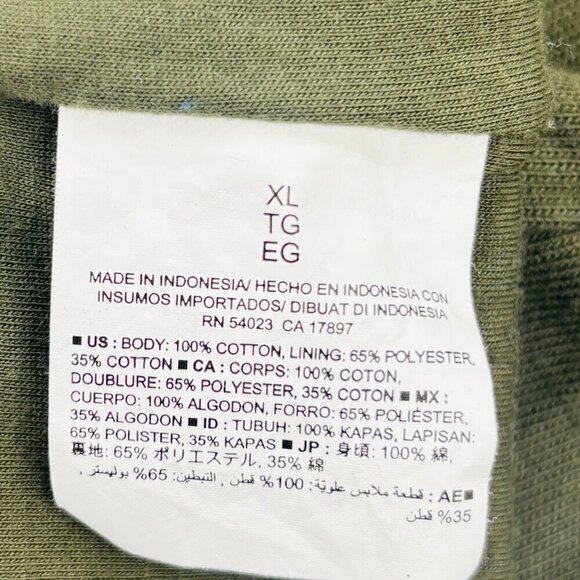 XL
TG
EG
MADE IN INDONESIA/ HECHO EN INDONESIA CON
INSUMOS IMPORTADOS/ DIBUAT DI INDONESIA
RN 54023 CA 17897
■ US : BODY: 100% COTTON, LINING: 65% POLYESTER,
35% COTTON ■ CA : CORPS: 100% COTON,
DOUBLURE: 65% POLYESTER, 35% COTON ■ MX :
CUERPO: 100% ALGODON, FORRO: 65% POLIÉSTER,
35% ALGODON ■ ID : TUBUH: 100% KAPAS, LAPISAN:
65% POLISTER, 35% KAPAS ■ JP : 身頃: 100% 綿,
裏地: 65% ポリエステル, 35% 綿
■AE : قطعة ملابس علويّة: 100% قطن , التبطين: 65% بوليستر ,
35% قطن